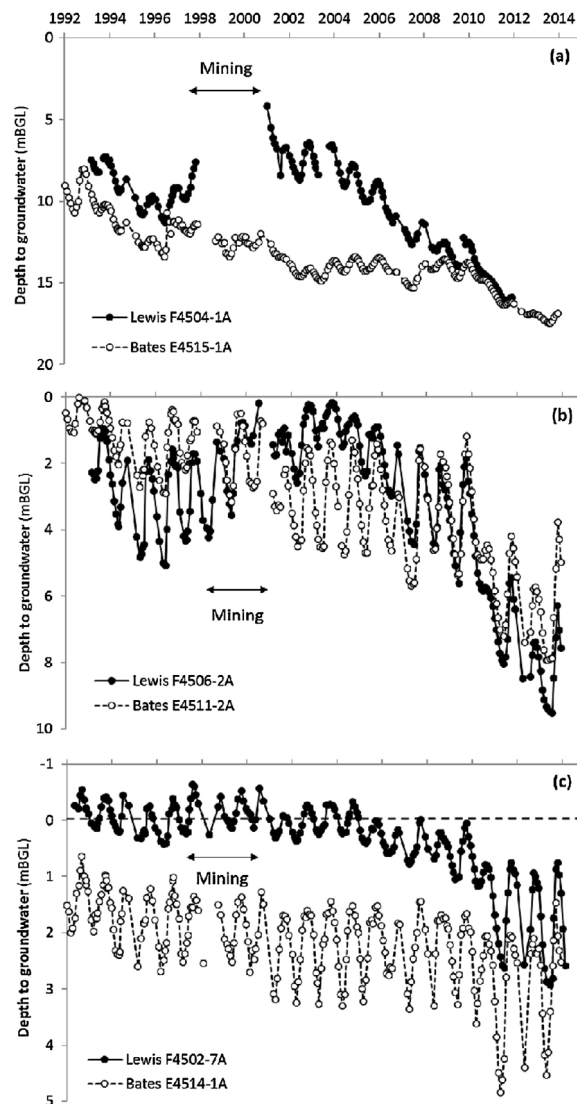 1992 1994 1996 1998 2000 2002 2004 2006 2008 2010 2012 2014
0
(a)
Mining
5
10
15
20
Depth to groundwater (mBGL)
Lewis F4504-1A
Bates E4515-1A
0
(b)
2
4
6
8
10
Depth to groundwater (mBGL)
Mining
Lewis F4506-2A
Bates E4511-2A
-1
(c)
0
1
2
3
4
5
Depth to groundwater (mBGL)
Mining
Lewis F4502-7A
Bates E4514-1A